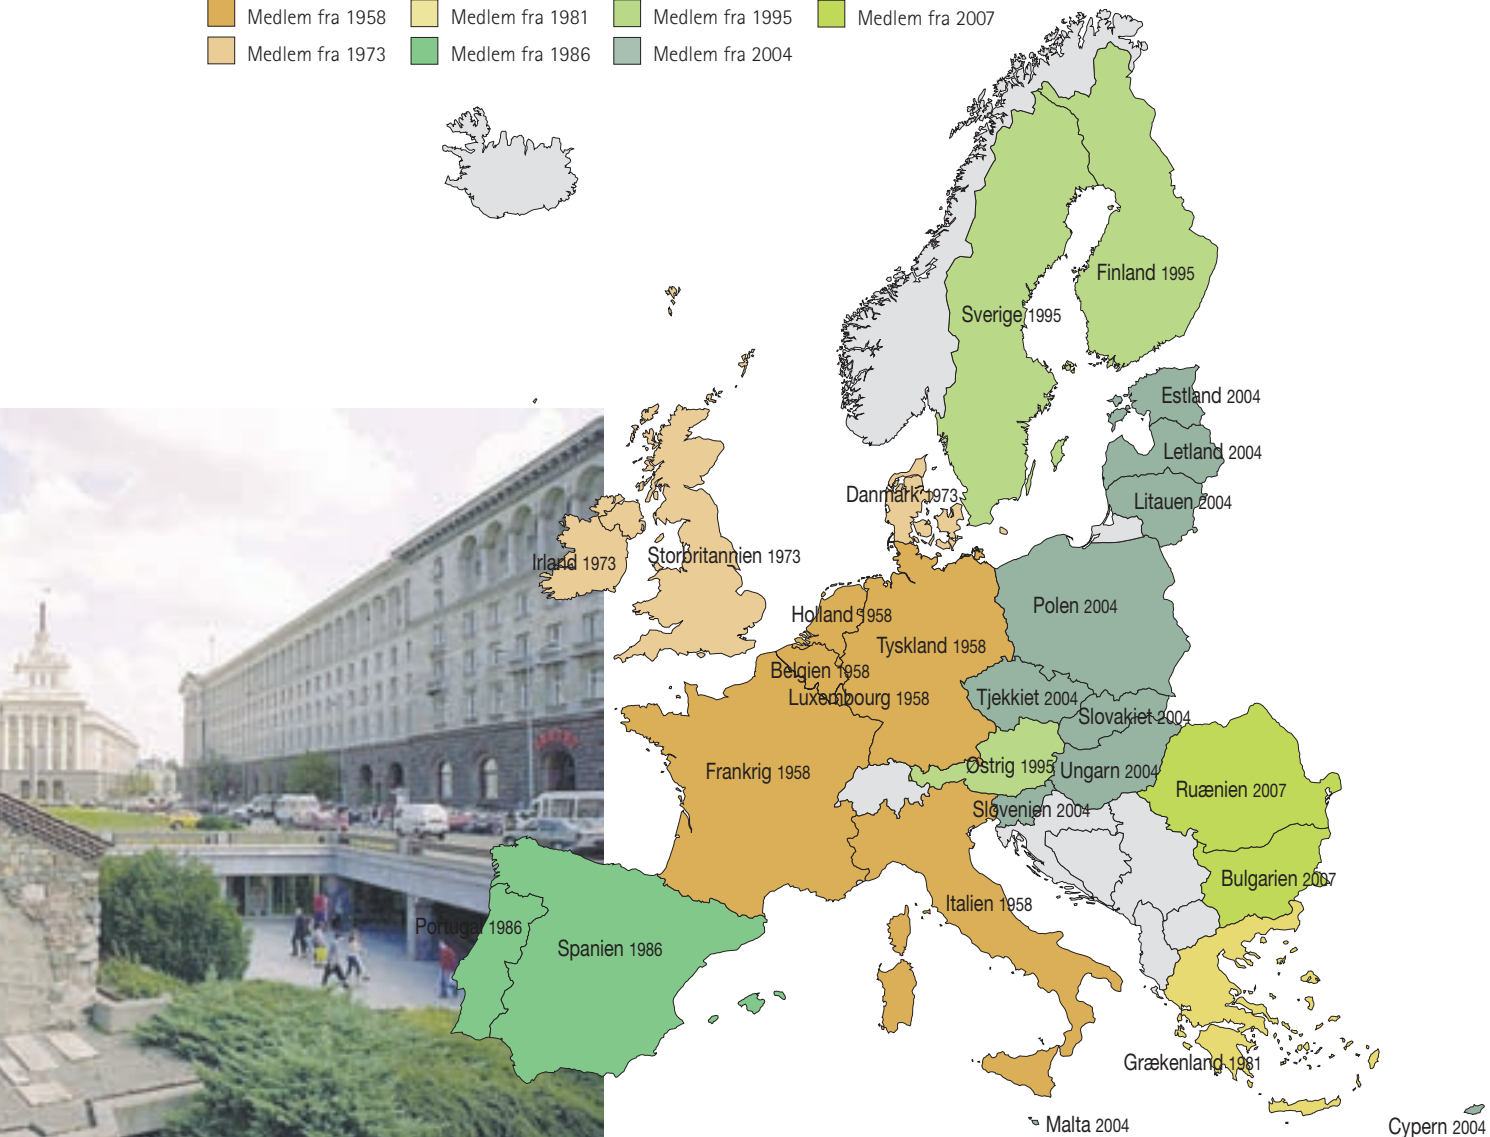 Medlem fra 1958
Medlem fra 1981
Medlem fra 1995
Medlem fra 2007
Medlem fra 1973
Medlem fra 1986
Medlem fra 2004
Finland 1995
Sverige 1995
Estland 2004
Letland 2004
Danmark 1973
Litauen 2004
Irland 1973
Storbritannien 1973
Holland 1958
Polen 2004
Tyskland 1958
Belgien 1958
Luxembourg 1958
Tjekkiet 2004
Slovakiet 2004
Frankrig 1958
Østrig 1995
Ungarn 2004
Ruænien 2007
Slovenien 2004
Bulgarien 2007
Italien 1958
Portugal 1986
Spanien 1986
Grækenland 1981
Malta 2004
Cypern 2004